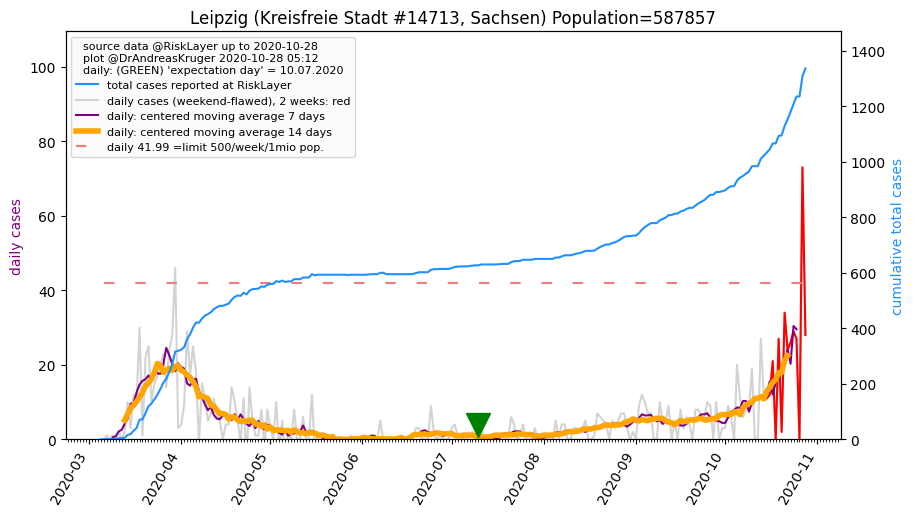 Leipzig (Kreisfreie Stadt #14713, Sachsen) Population=587857
source data @RiskLayer up to 2020-10-28
plot @DrAndreasKruger 2020-10-28 05:12
daily: (GREEN) 'expectation day' = 10.07.2020
total cases reported at RiskLayer
daily cases (weekend-flawed), 2 weeks: red
daily: centered moving average 7 days
daily: centered moving average 14 days
daily 41.99 =limit 500/week/1mio pop.
daily cases
100
80
60
40
20
0
cumulative total cases
1400
1200
1000
800
600
400
200
0
2020-03
2020-04
2020-05
2020-06
2020-07
2020-08
2020-09
2020-10
2020-11